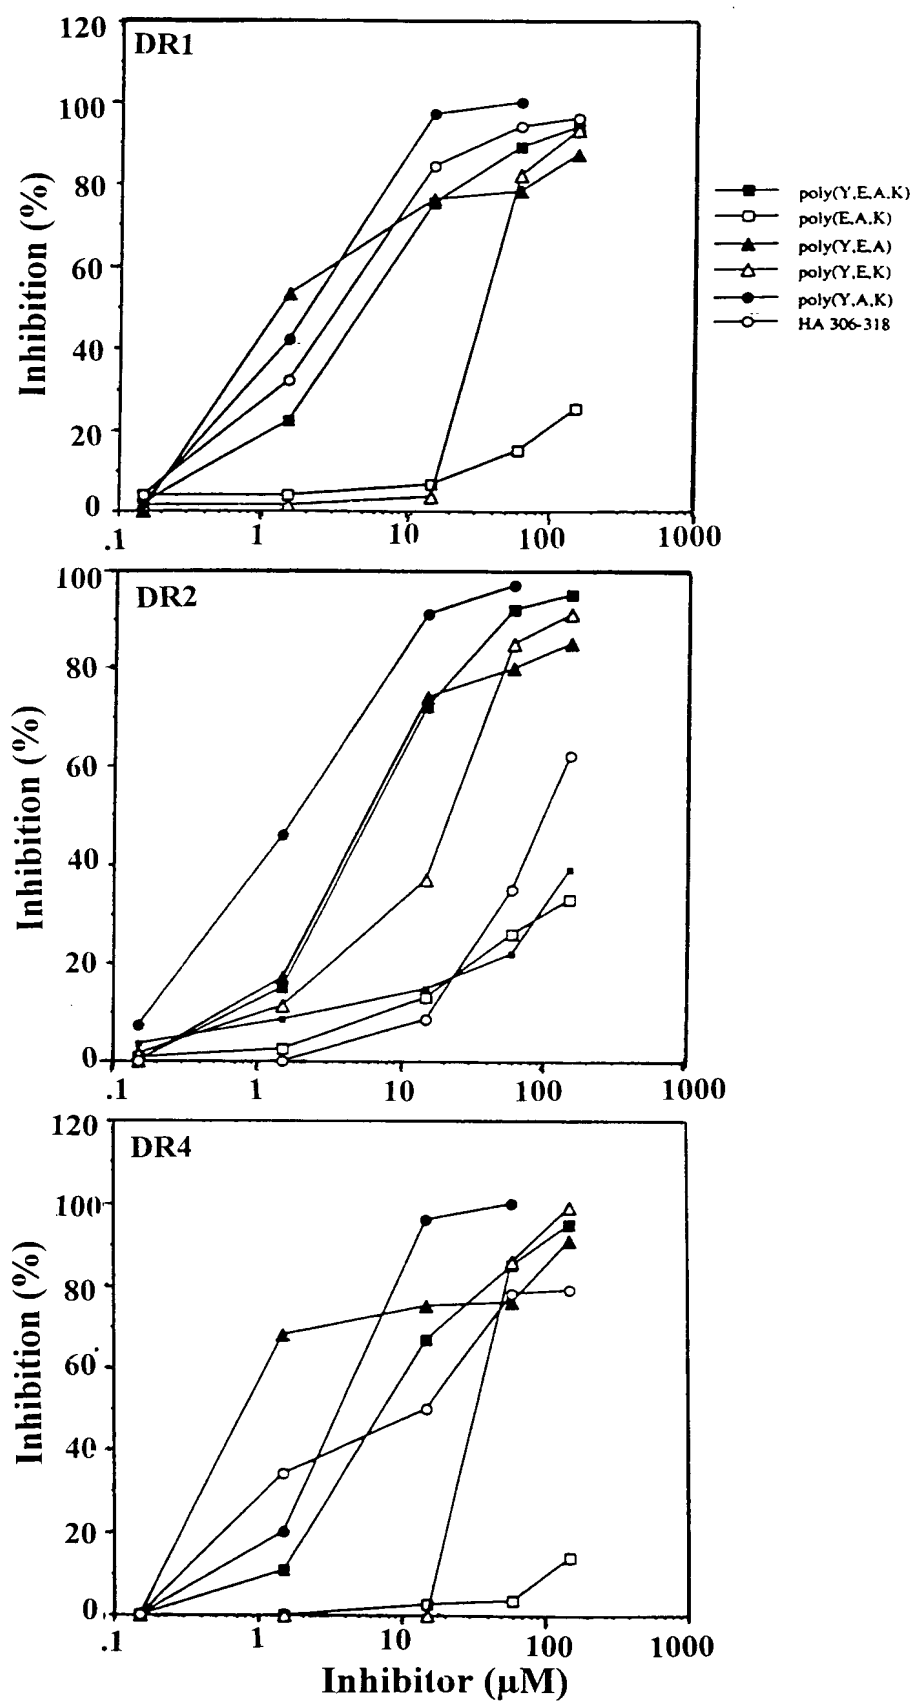 120
DR1
100
80
60
40
20
0
Inhibition (%)
.1 1 10 100 1000
poly(Y,E,A,K)
poly(E,A,K)
poly(Y,E,A)
poly(Y,E,K)
poly(Y,A,K)
HA 306-318
100
DR2
80
60
40
20
0
Inhibition (%)
.1 1 10 100 1000
120
DR4
100
80
60
40
20
0
Inhibition (%)
.1 1 10 100 1000
Inhibitor (μM)